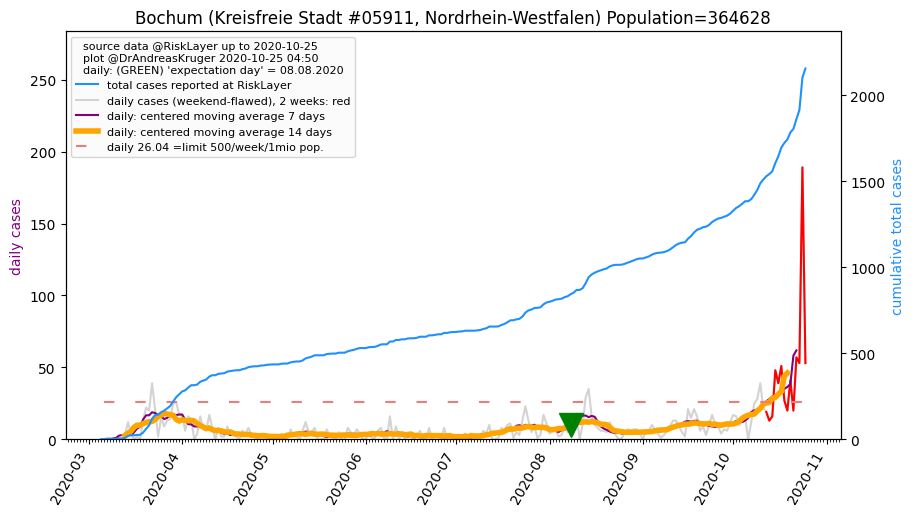 Bochum (Kreisfreie Stadt #05911, Nordrhein-Westfalen) Population=364628
source data @RiskLayer up to 2020-10-25
plot @DrAndreasKruger 2020-10-25 04:50
daily: (GREEN) 'expectation day' = 08.08.2020
total cases reported at RiskLayer
daily cases (weekend-flawed), 2 weeks: red
daily: centered moving average 7 days
daily: centered moving average 14 days
daily 26.04 =limit 500/week/1mio pop.
daily cases
250
200
150
100
50
0
cumulative total cases
2000
1500
1000
500
0
2020-03
2020-04
2020-05
2020-06
2020-07
2020-08
2020-09
2020-10
2020-11